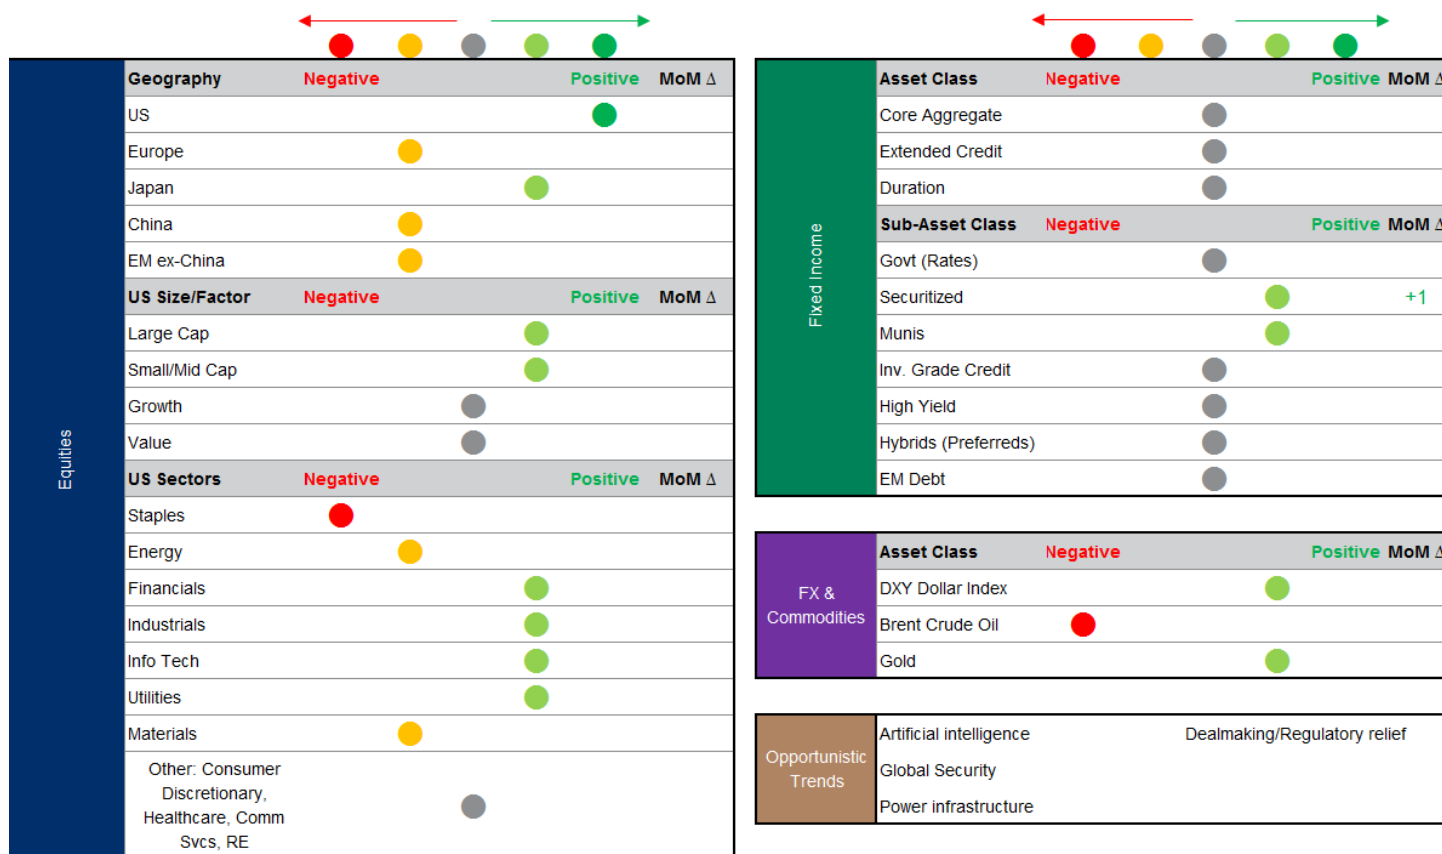 Equities
Geography Negative Positive MoM Δ
US
Europe
Japan
China
EM ex-China
US Size/Factor Negative Positive MoM Δ
Large Cap
Small/Mid Cap
Growth
Value
US Sectors Negative Positive MoM Δ
Staples
Energy
Financials
Industrials
Info Tech
Utilities
Materials
Other: Consumer
Discretionary,
Healthcare, Comm
Svcs, RE
Fixed Income
Asset Class Negative Positive MoM Δ
Core Aggregate
Extended Credit
Duration
Sub-Asset Class Negative Positive MoM Δ
Govt (Rates)
Securitized +1
Munis
Inv. Grade Credit
High Yield
Hybrids (Preferreds)
EM Debt
FX &
Commodities
Asset Class Negative Positive MoM Δ
DXY Dollar Index
Brent Crude Oil
Gold
Opportunistic
Trends
Artificial intelligence Dealmaking/Regulatory relief
Global Security
Power infrastructure